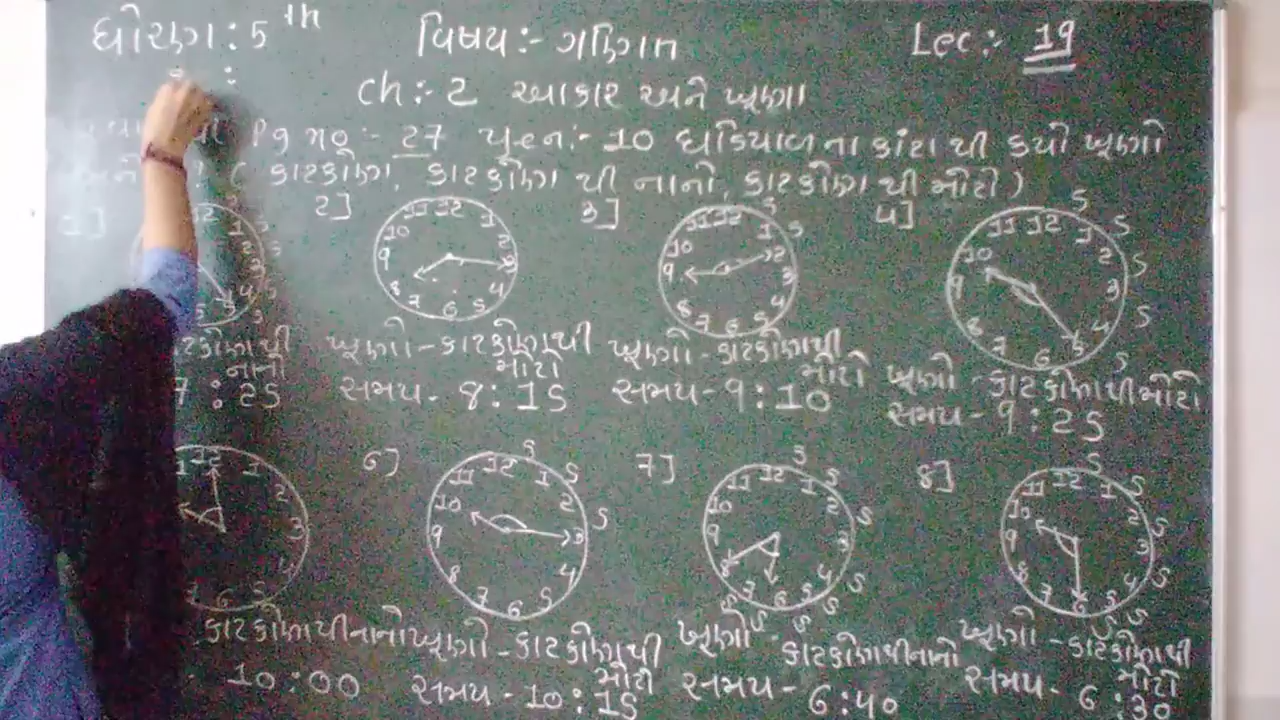 ધોરણ : 5th વિષય :- ગણિત Lec :- 19
ch :- 2 આકાર અને ખૂણા
Pg no :- 27 પ્રશ્ન :- 10 ઘડિયાળ ના કાંટા થી કયો ખૂણો
( કાટકોણ, કાટકોણ થી નાનો, કાટકોણ થી મોટો )
2] 3] 4]
ખૂણો - કાટકોણથી મોટો
સમય - 8:15
ખૂણો - કાટકોણથી મોટો
સમય - 9:10
ખૂણો - કાટકોણથી મોટો
સમય - 9:25
નાનો
7:25
6] 7] 8]
કાટકોણથી નાનો
10:00
ખૂણો - કાટકોણથી મોટો
સમય - 10:15
ખૂણો - કાટકોણથી નાનો
સમય - 6:40
ખૂણો - કાટકોણથી મોટો
સમય - 6:30